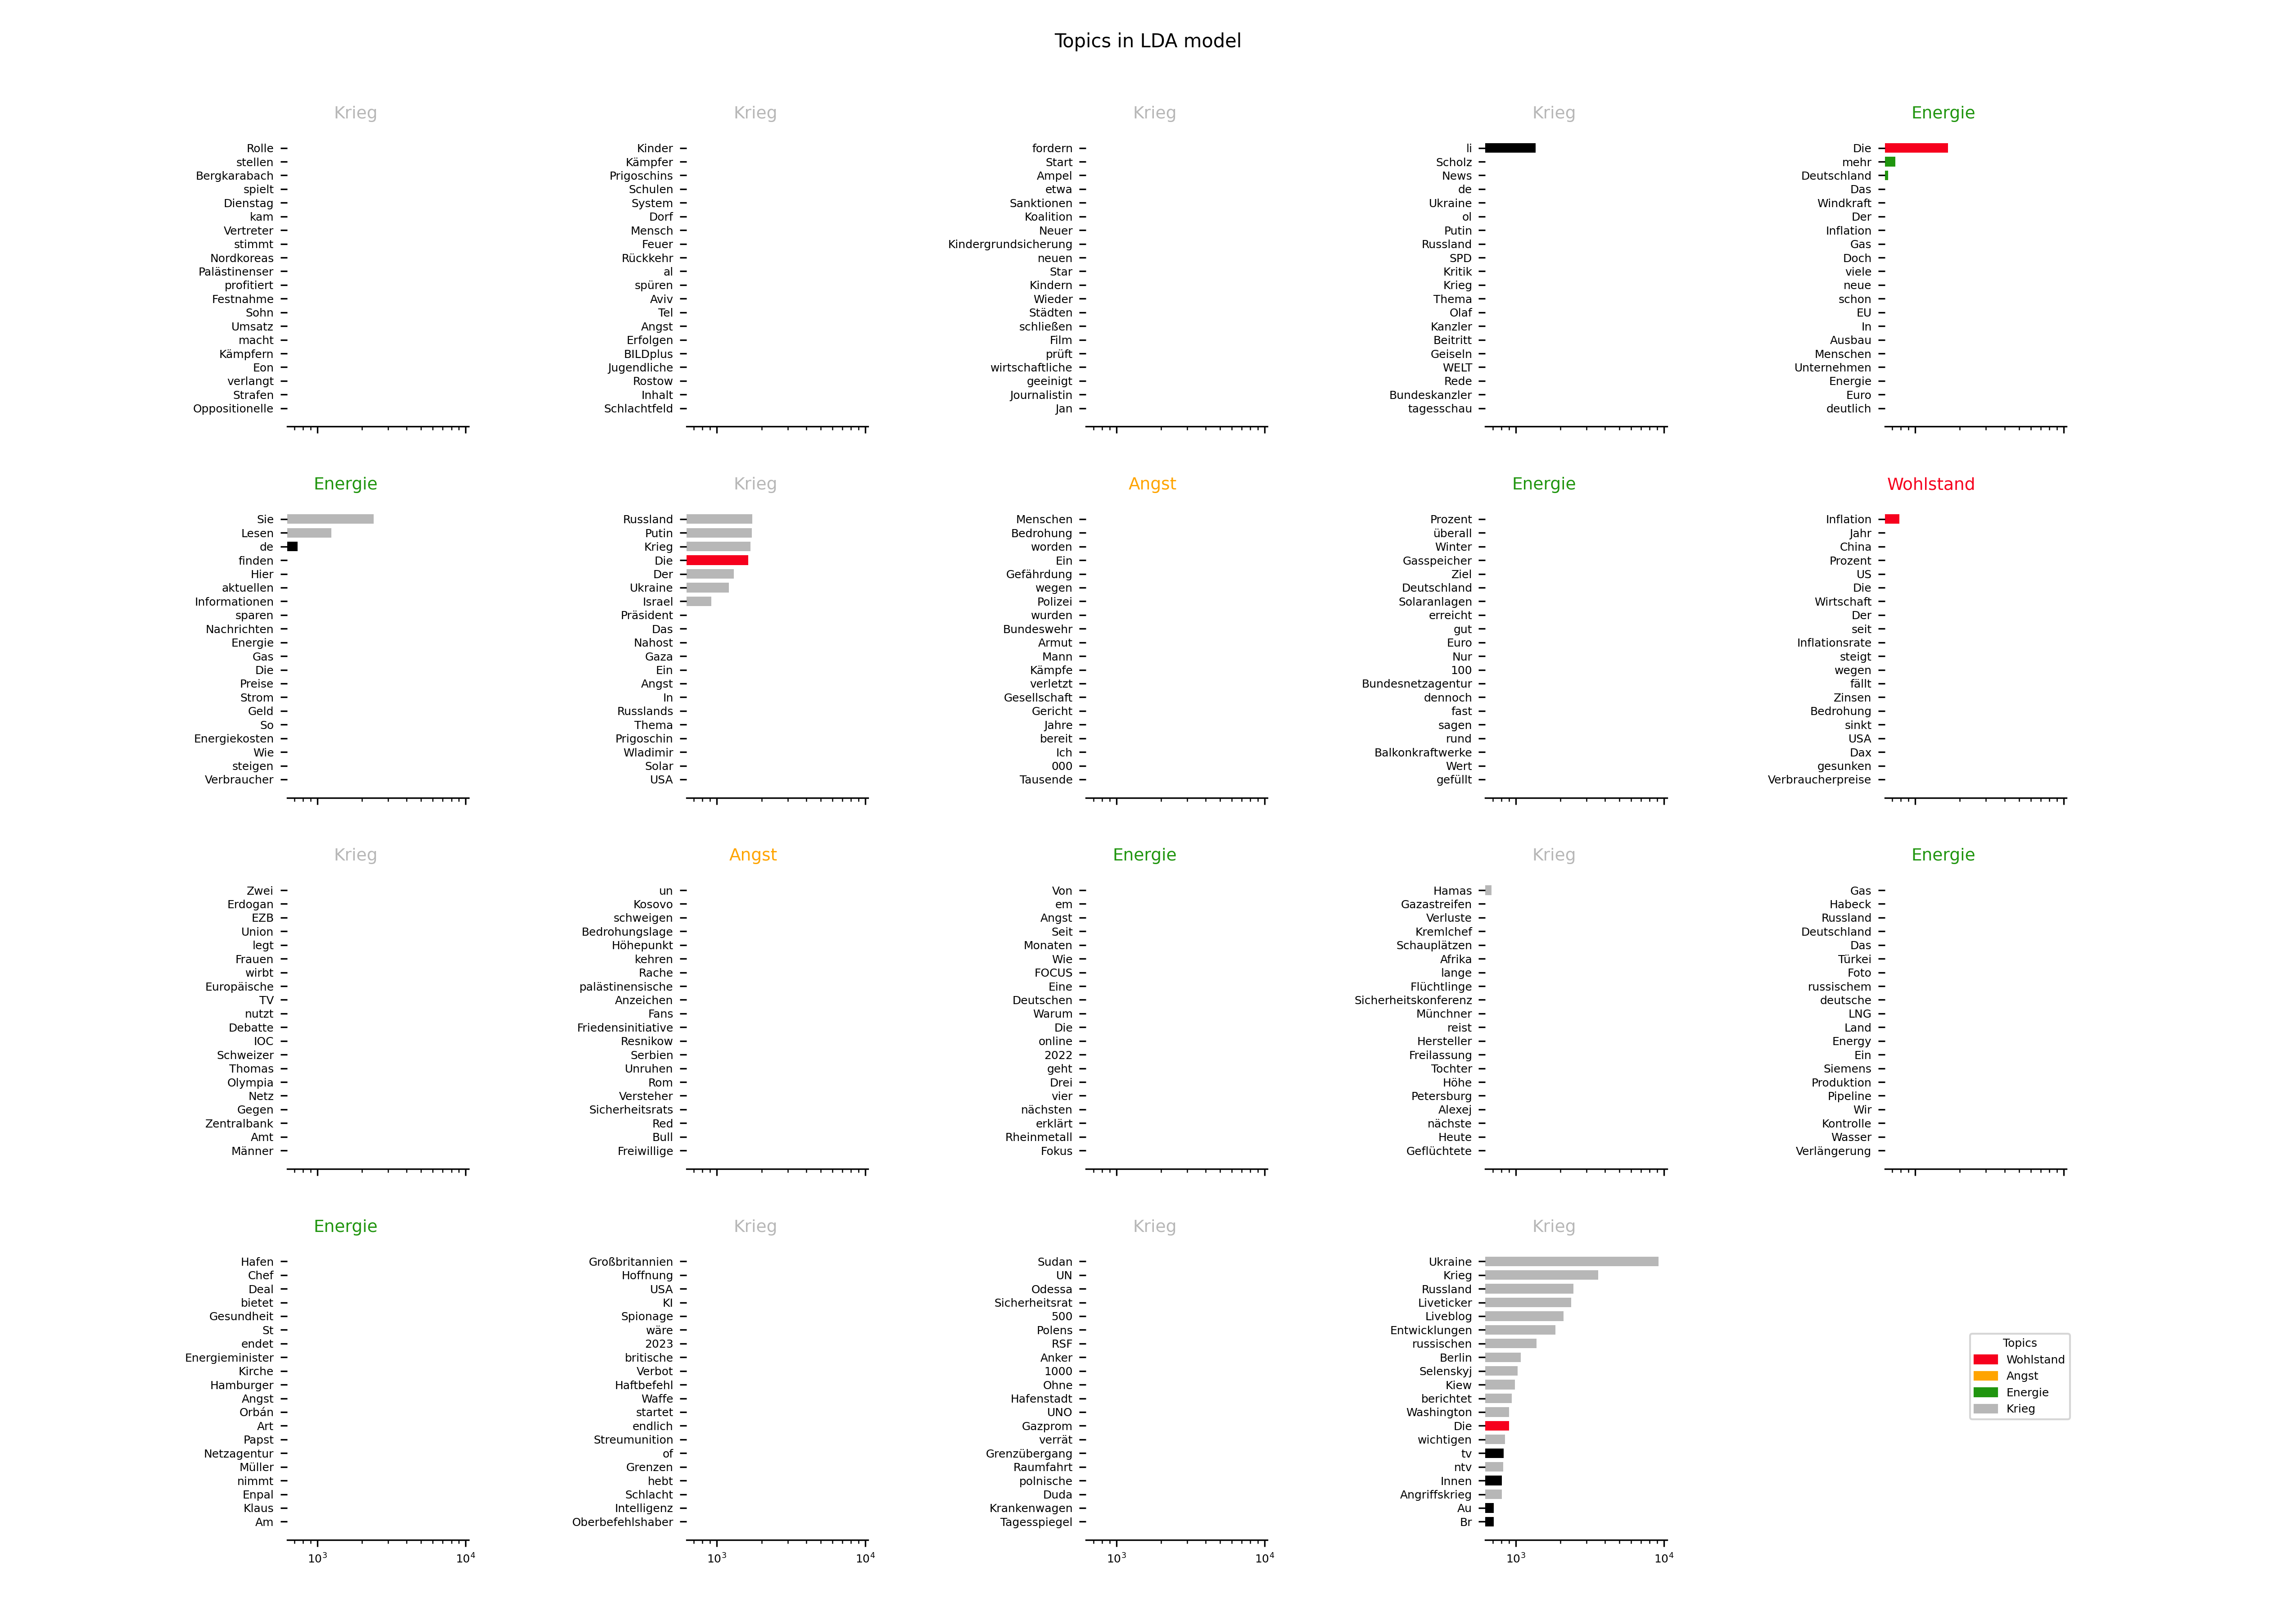 Topics in LDA model
Krieg
Rolle
stellen
Bergkarabach
spielt
Dienstag
kam
Vertreter
stimmt
Nordkoreas
Palästinenser
profitiert
Festnahme
Sohn
Umsatz
macht
Kämpfern
Eon
verlangt
Strafen
Oppositionelle
Krieg
Kinder
Kämpfer
Prigoschins
Schulen
System
Dorf
Mensch
Feuer
Rückkehr
al
spüren
Aviv
Tel
Angst
Erfolgen
BILDplus
Jugendliche
Rostow
Inhalt
Schlachtfeld
Krieg
fordern
Start
Ampel
etwa
Sanktionen
Koalition
Neuer
Kindergrundsicherung
neuen
Star
Kindern
Wieder
Städten
schließen
Film
prüft
wirtschaftliche
geeinigt
Journalistin
Jan
Krieg
li
Scholz
News
de
Ukraine
ol
Putin
Russland
SPD
Kritik
Krieg
Thema
Olaf
Kanzler
Beitritt
Geiseln
WELT
Rede
Bundeskanzler
tagesschau
Energie
Die
mehr
Deutschland
Das
Windkraft
Der
Inflation
Gas
Doch
viele
neue
schon
EU
In
Ausbau
Menschen
Unternehmen
Energie
Euro
deutlich
Energie
Sie
Lesen
de
finden
Hier
aktuellen
Informationen
sparen
Nachrichten
Energie
Gas
Die
Preise
Strom
Geld
So
Energiekosten
Wie
steigen
Verbraucher
Krieg
Russland
Putin
Krieg
Die
Der
Ukraine
Israel
Präsident
Das
Nahost
Gaza
Ein
Angst
In
Russlands
Thema
Prigoschin
Wladimir
Solar
USA
Angst
Menschen
Bedrohung
worden
Ein
Gefährdung
wegen
Polizei
wurden
Bundeswehr
Armut
Mann
Kämpfe
verletzt
Gesellschaft
Gericht
Jahre
bereit
Ich
000
Tausende
Energie
Prozent
überall
Winter
Gasspeicher
Ziel
Deutschland
Solaranlagen
erreicht
gut
Euro
Nur
100
Bundesnetzagentur
dennoch
fast
sagen
rund
Balkonkraftwerke
Wert
gefüllt
Wohlstand
Inflation
Jahr
China
Prozent
US
Die
Wirtschaft
Der
seit
Inflationsrate
steigt
wegen
fällt
Zinsen
Bedrohung
sinkt
USA
Dax
gesunken
Verbraucherpreise
Krieg
Zwei
Erdogan
EZB
Union
legt
Frauen
wirbt
Europäische
TV
nutzt
Debatte
IOC
Schweizer
Thomas
Olympia
Netz
Gegen
Zentralbank
Amt
Männer
Angst
un
Kosovo
schweigen
Bedrohungslage
Höhepunkt
kehren
Rache
palästinensische
Anzeichen
Fans
Friedensinitiative
Resnikow
Serbien
Unruhen
Rom
Versteher
Sicherheitsrats
Red
Bull
Freiwillige
Energie
Von
em
Angst
Seit
Monaten
Wie
FOCUS
Eine
Deutschen
Warum
Die
online
2022
geht
Drei
vier
nächsten
erklärt
Rheinmetall
Fokus
Krieg
Hamas
Gazastreifen
Verluste
Kremlchef
Schauplätzen
Afrika
lange
Flüchtlinge
Sicherheitskonferenz
Münchner
reist
Hersteller
Freilassung
Tochter
Höhe
Petersburg
Alexej
nächste
Heute
Geflüchtete
Energie
Gas
Habeck
Russland
Deutschland
Das
Türkei
Foto
russischem
deutsche
LNG
Land
Energy
Ein
Siemens
Produktion
Pipeline
Wir
Kontrolle
Wasser
Verlängerung
Energie
Hafen
Chef
Deal
bietet
Gesundheit
St
endet
Energieminister
Kirche
Hamburger
Angst
Orbán
Art
Papst
Netzagentur
Müller
nimmt
Enpal
Klaus
Am
10³ 10⁴
Krieg
Großbritannien
Hoffnung
USA
KI
Spionage
wäre
2023
britische
Verbot
Haftbefehl
Waffe
startet
endlich
Streumunition
of
Grenzen
hebt
Schlacht
Intelligenz
Oberbefehlshaber
10³ 10⁴
Krieg
Sudan
UN
Odessa
Sicherheitsrat
500
Polens
RSF
Anker
1000
Ohne
Hafenstadt
UNO
Gazprom
verrät
Grenzübergang
Raumfahrt
polnische
Duda
Krankenwagen
Tagesspiegel
10³ 10⁴
Krieg
Ukraine
Krieg
Russland
Liveticker
Liveblog
Entwicklungen
russischen
Berlin
Selenskyj
Kiew
berichtet
Washington
Die
wichtigen
tv
ntv
Innen
Angriffskrieg
Au
Br
10³ 10⁴
Topics
Wohlstand
Angst
Energie
Krieg